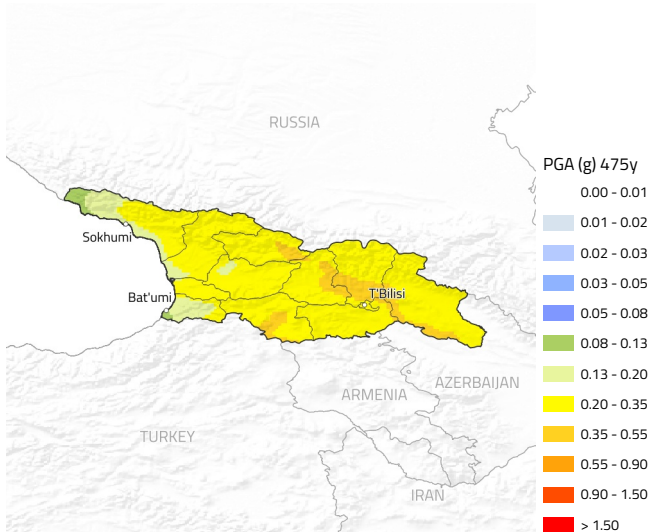 RUSSIA
Sokhumi
Bat'umi
T'Bilisi
ARMENIA
AZERBAIJAN
TURKEY
IRAN
PGA (g) 475y
0.00 - 0.01
0.01 - 0.02
0.02 - 0.03
0.03 - 0.05
0.05 - 0.08
0.08 - 0.13
0.13 - 0.20
0.20 - 0.35
0.35 - 0.55
0.55 - 0.90
0.90 - 1.50
> 1.50